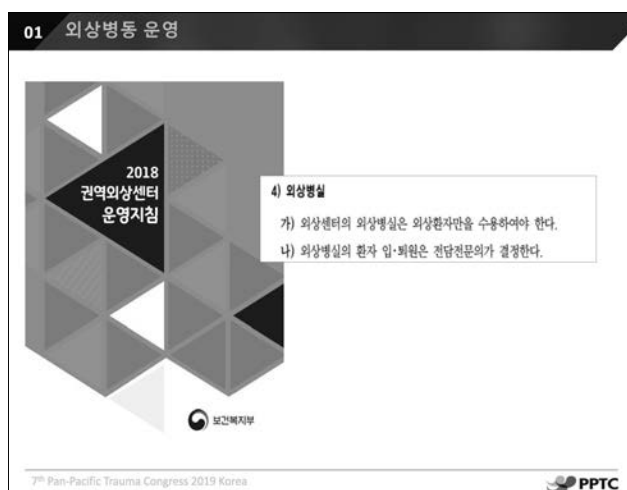 01 외상병동 운영
2018
권역외상센터
운영지침
4) 외상병실
가) 외상센터의 외상병실은 외상환자만을 수용하여야 한다.
나) 외상병실의 환자 입·퇴원은 전담전문의가 결정한다.
보건복지부
7th Pan-Pacific Trauma Congress 2019 Korea
PPTC